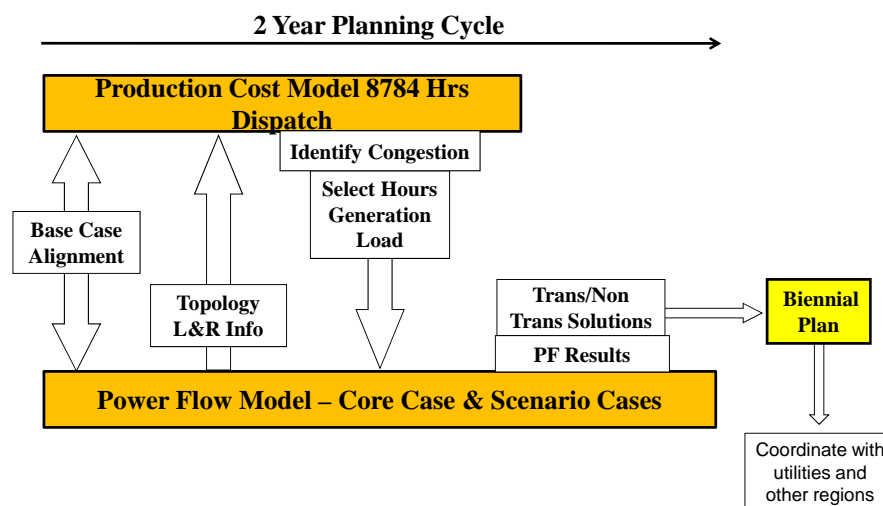 2 Year Planning Cycle
Production Cost Model 8784 Hrs
Dispatch
Identify Congestion
Select Hours
Generation
Load
Base Case
Alignment
Topology
L&R Info
Trans/Non
Trans Solutions
PF Results
Biennial
Plan
Power Flow Model – Core Case & Scenario Cases
Coordinate with
utilities and
other regions